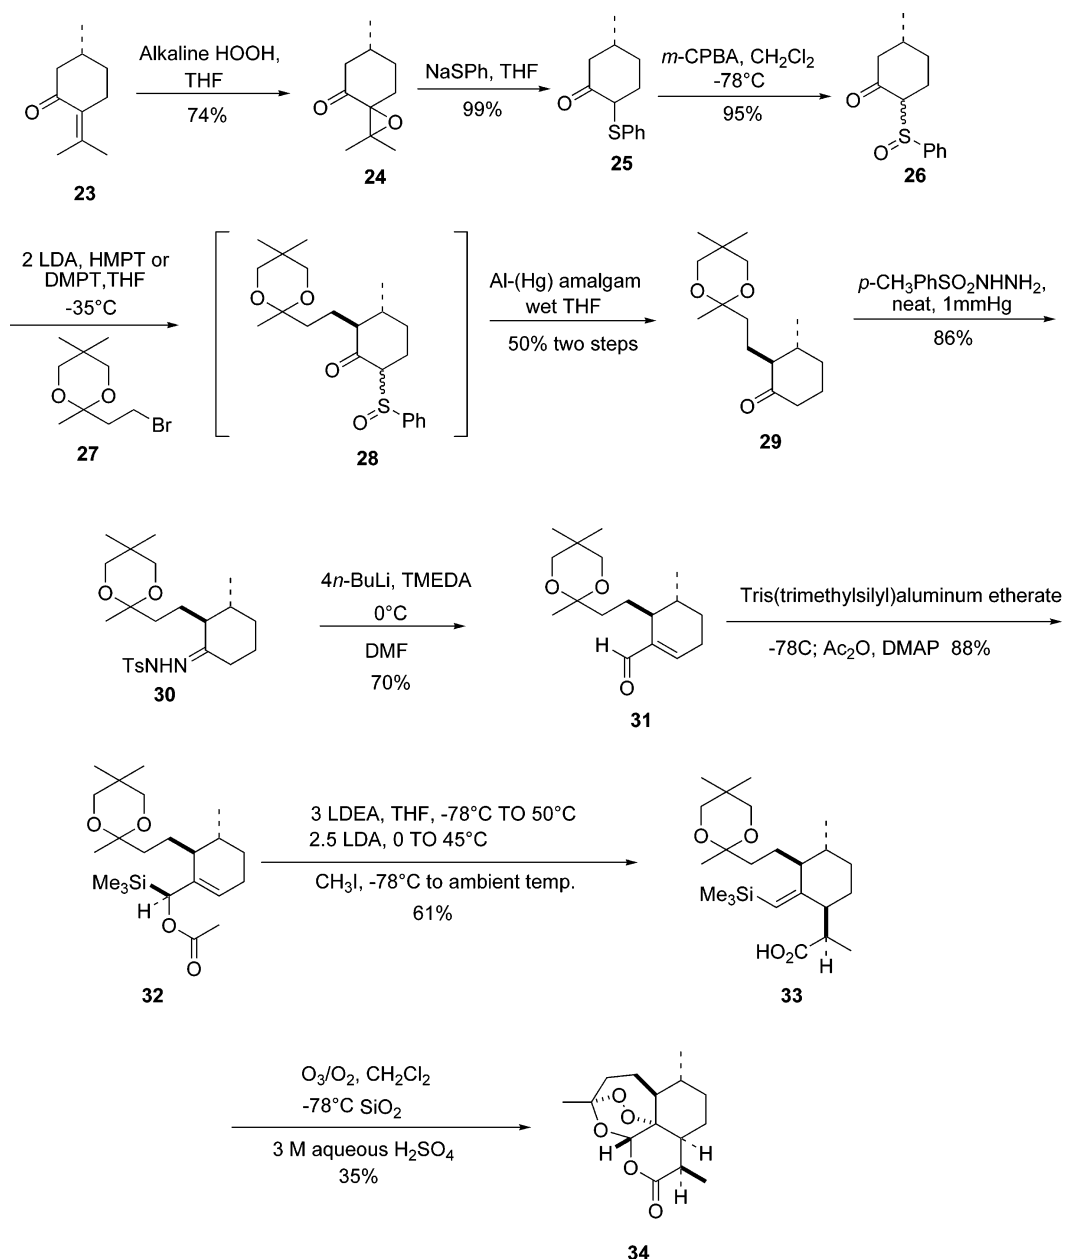 Alkaline HOOH,
THF
74%
NaSPh, THF
99%
m-CPBA, CH2Cl2
-78°C
95%
O
O
O
O
SPh
O
S
O
Ph
23
24
25
26
2 LDA, HMPT or
DMPT,THF
-35°C
O
O
Br
27
O
O
O
S
O
Ph
28
Al-(Hg) amalgam
wet THF
50% two steps
O
O
O
29
p-CH3PhSO2NHNH2,
neat, 1mmHg
86%
O
O
TsNHN
30
4n-BuLi, TMEDA
0°C
DMF
70%
O
O
H
O
31
Tris(trimethylsilyl)aluminum etherate
-78C; Ac2O, DMAP 88%
O
O
Me3Si
H
O
O
32
3 LDEA, THF, -78°C TO 50°C
2.5 LDA, 0 TO 45°C
CH3I, -78°C to ambient temp.
61%
O
O
Me3Si
HO2C
H
33
O3/O2, CH2Cl2
-78°C SiO2
3 M aqueous H2SO4
35%
O
O
O
H
H
O
H
O
34